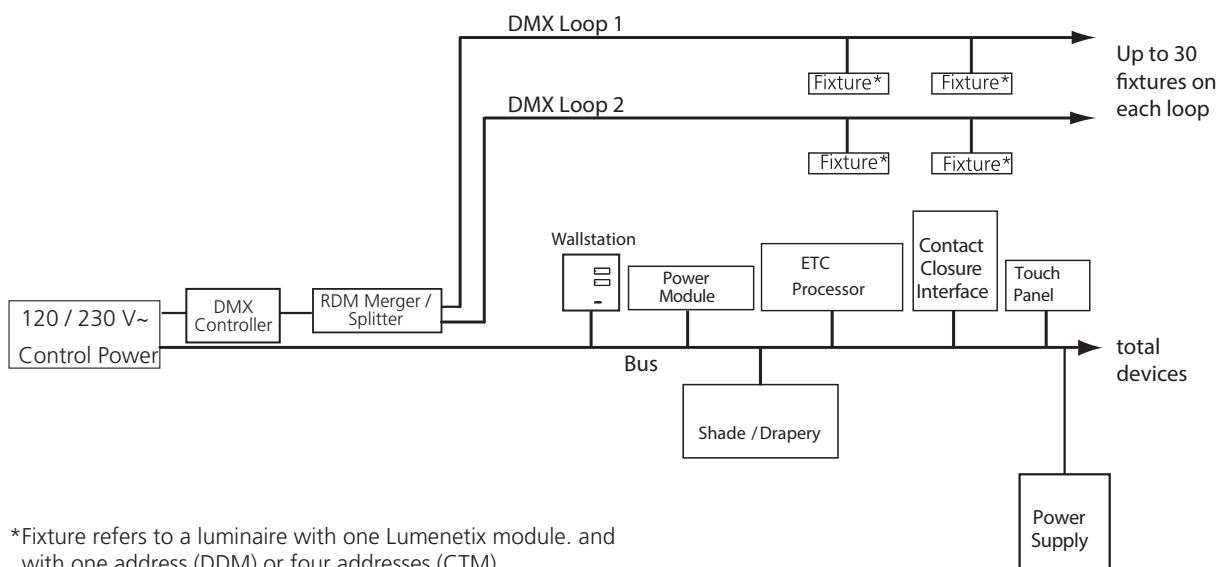 DMX Loop 1
Up to 30
fixtures on
each loop
Fixture*
Fixture*
DMX Loop 2
Fixture*
Fixture*
Wallstation
Power
Module
ETC
Processor
Contact
Closure
Interface
Touch
Panel
120 / 230 V~
Control Power
DMX
Controller
RDM Merger /
Splitter
Bus
total
devices
Shade / Drapery
Power
Supply
*Fixture refers to a luminaire with one Lumenetix module. and
with one address (DDM) or four addresses (CTM)